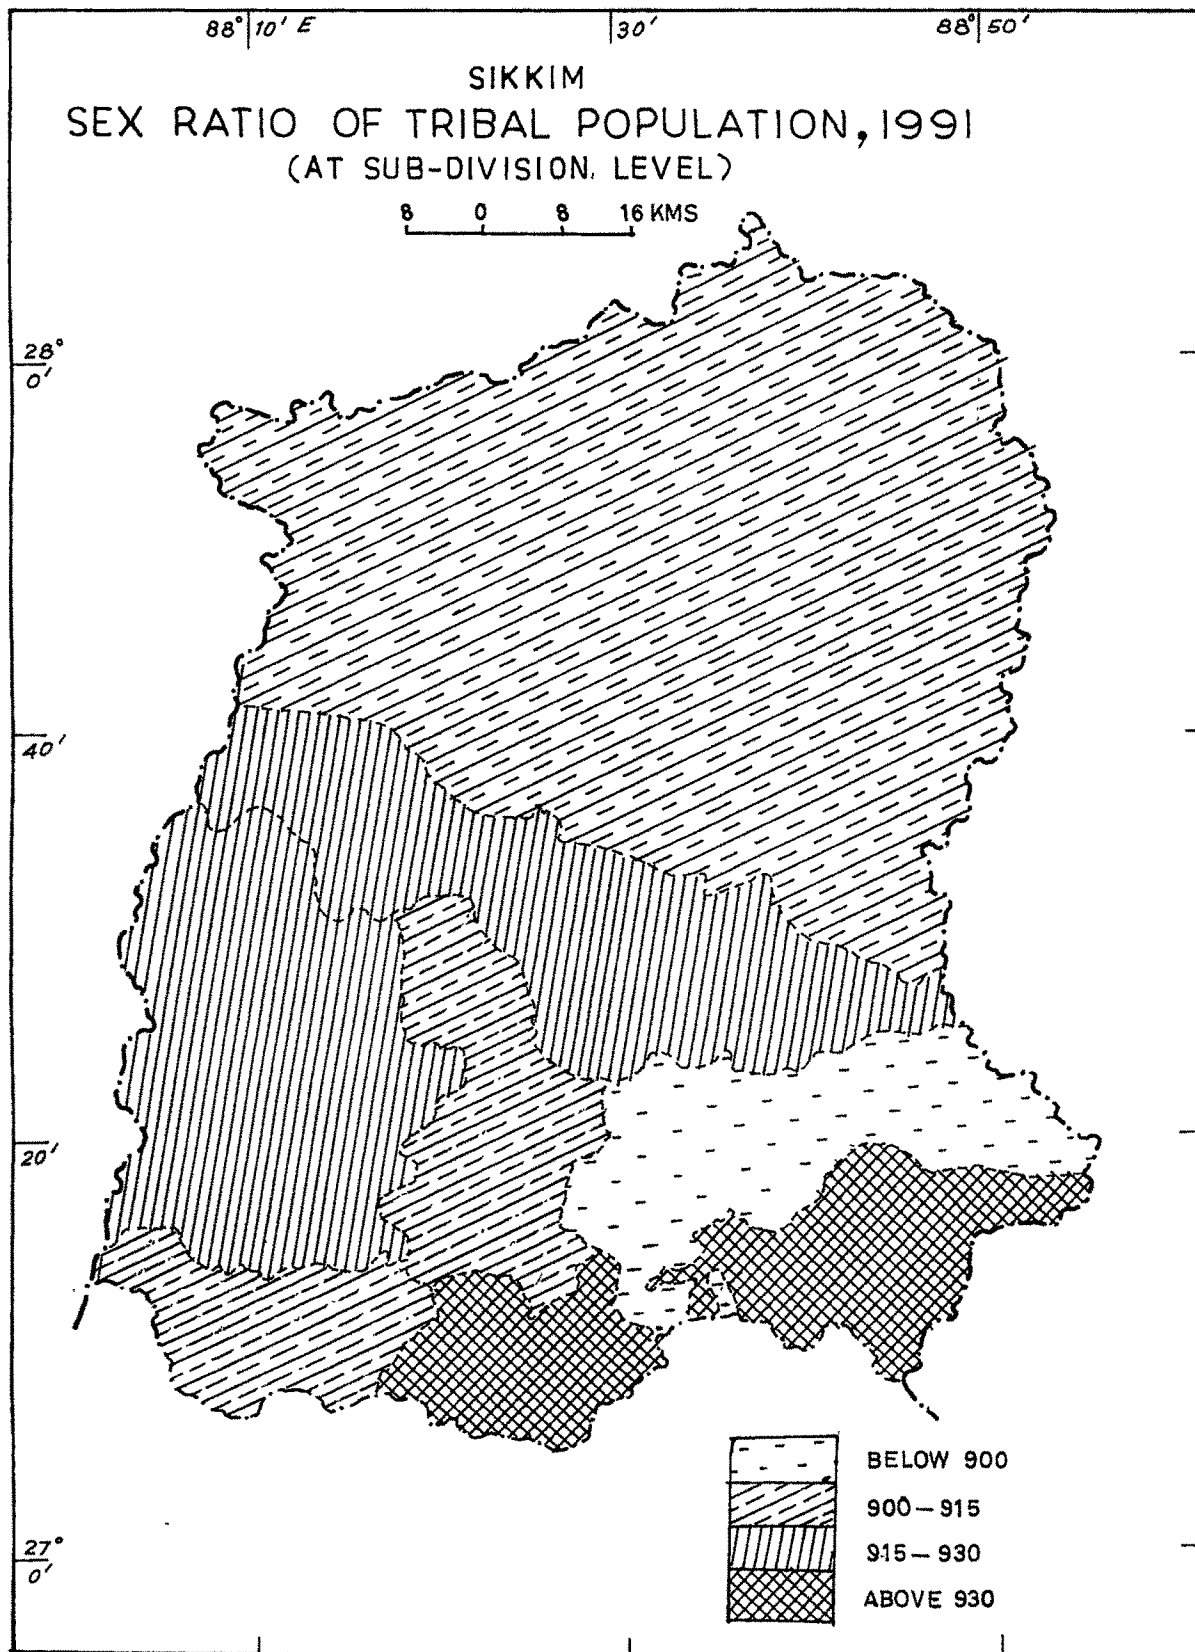 88° 10' E 30' 88° 50'
SIKKIM
SEX RATIO OF TRIBAL POPULATION, 1991
(AT SUB-DIVISION. LEVEL)
8 0 8 16 KMS
28°
0'
40'
20'
27°
0'
BELOW 900
900-915
915-930
ABOVE 930